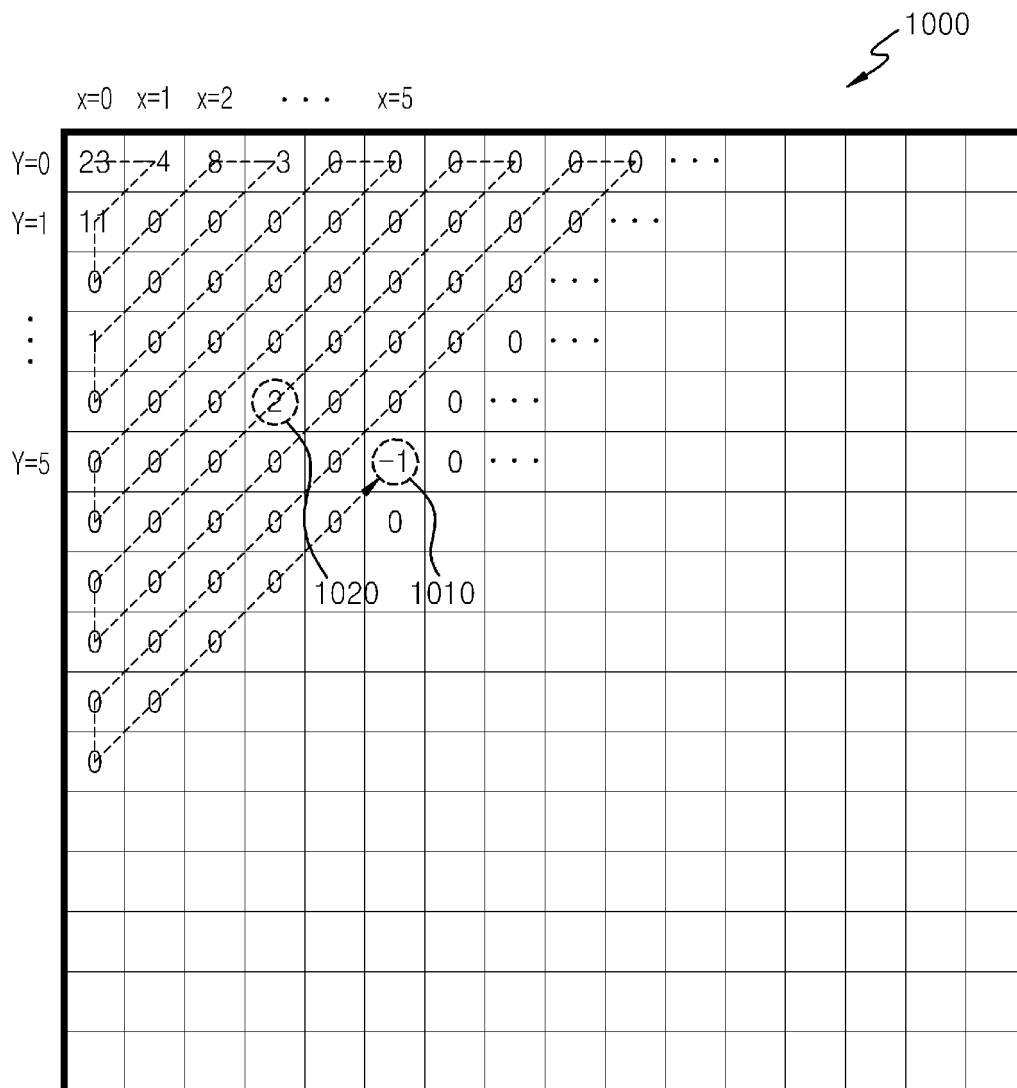 1000
x=0 x=1 x=2 ··· x=5
Y=0 23 4 8 3 0 0 0 0 0 0 ···
Y=1 11 0 0 0 0 0 0 0 0 ···
0 0 0 0 0 0 0 0 ···
1 0 0 0 0 0 0 0 ···
0 0 0 2 0 0 0 ···
Y=5 0 0 0 0 0 −1 0 ···
0 0 0 0 0 0
0 0 0 0 1020 1010
0 0 0
0 0
0